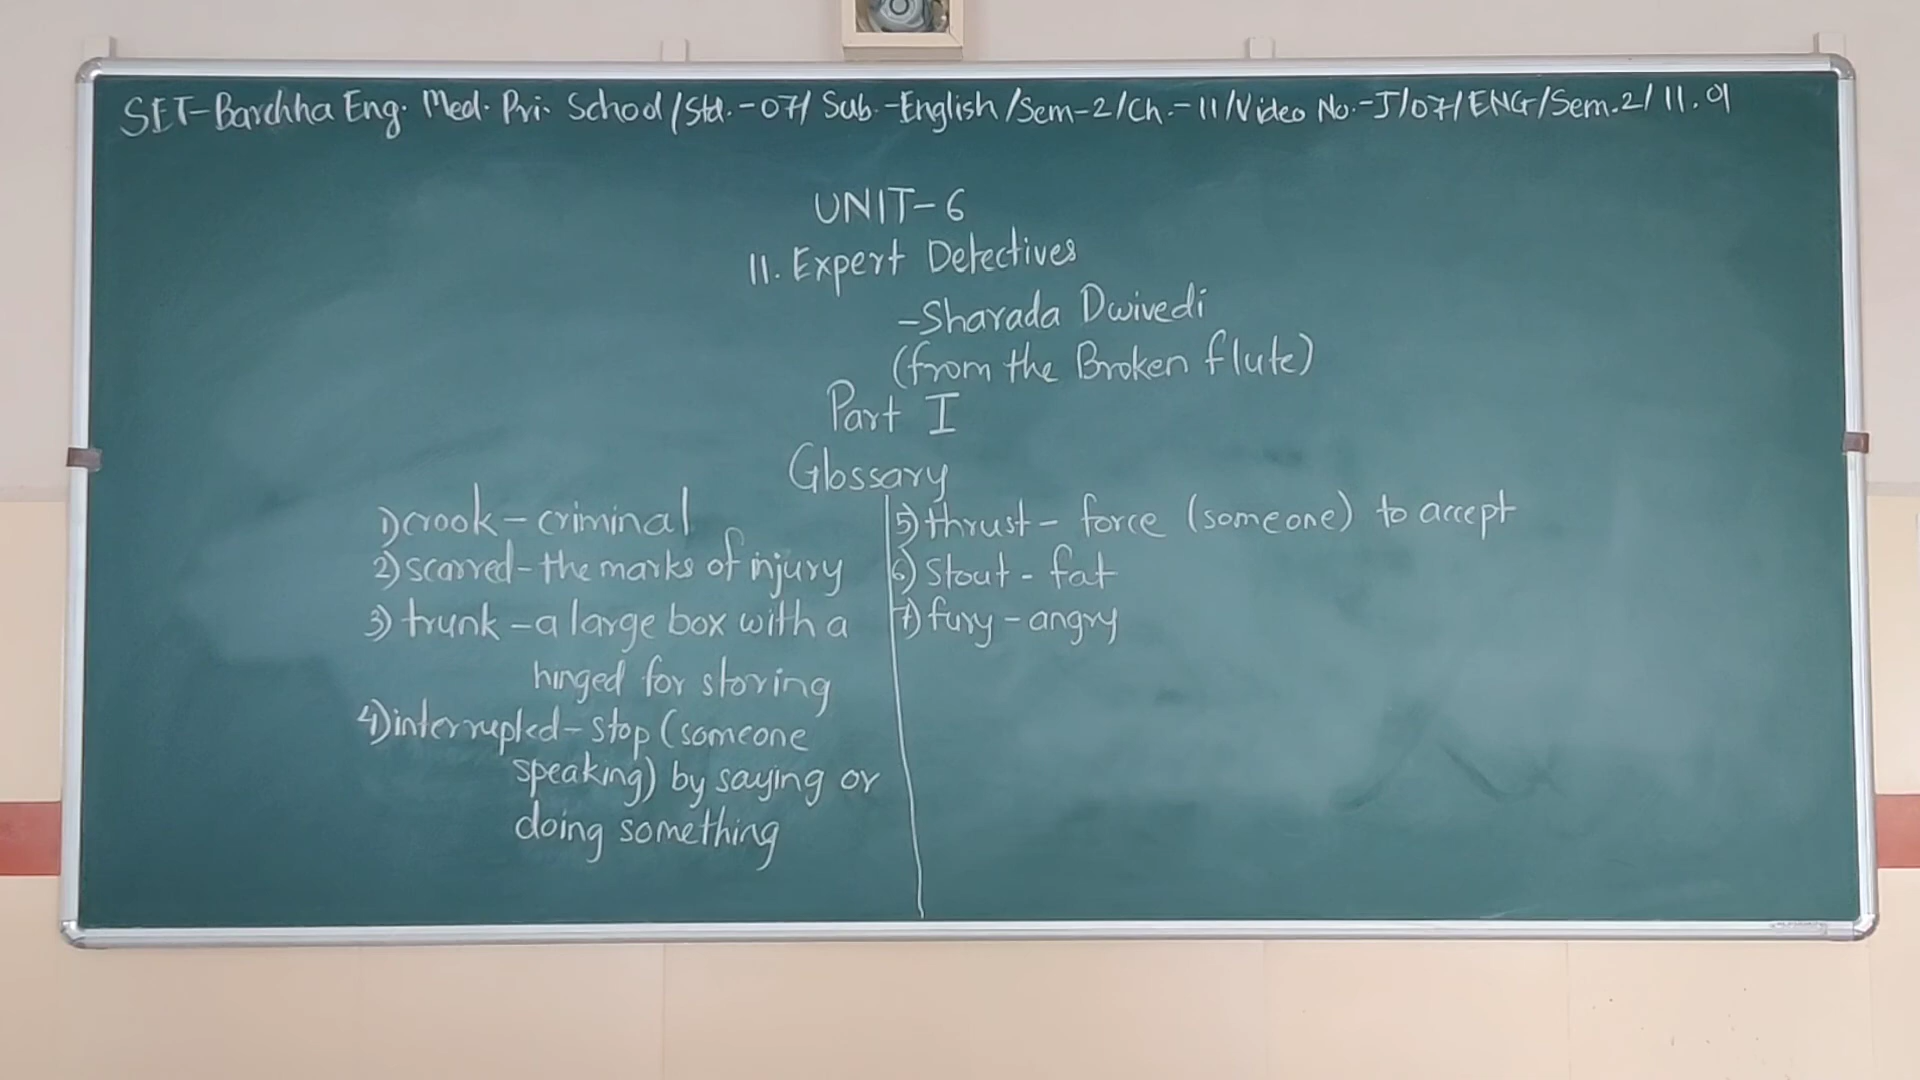 SET-Barchha Eng. Med. Pri. School/Std.-07/ Sub.-English/Sem-2/Ch.-11/Video No.-J/07/ENG/Sem.2/11.01
UNIT-6
11. Expert Detectives
-Sharada Dwivedi
(from the Broken flute)
Part I
Glossary
1) crook - criminal
2) scarred - the marks of injury
3) trunk - a large box with a
hinged for storing
4) interrupted - stop (someone
speaking) by saying or
doing something
5) thrust - force (someone) to accept
6) Stout - fat
7) fury - angry